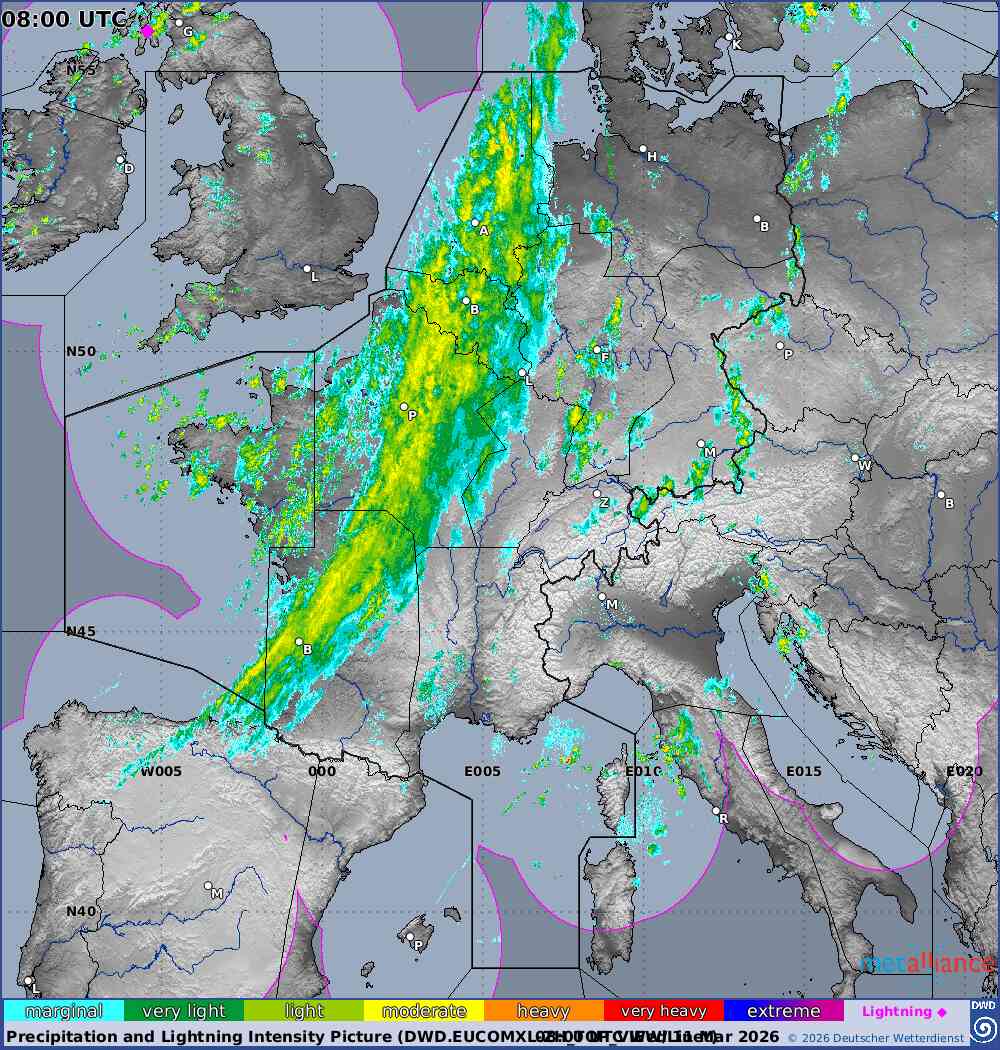 08:00 UTC
G
K
N55
H
D
A
B
L
B
N50
P
F
L
P
M
W
Z
B
M
N45
B
W005
000
E005
E010
E015
E020
R
N40
M
P
L
metalliance
marginal very light light moderate heavy very heavy extreme Lightning ◆
DWD
Precipitation and Lightning Intensity Picture (DWD.EUCOMXL
Mar 2026 © 2026 Deutscher Wetterdienst